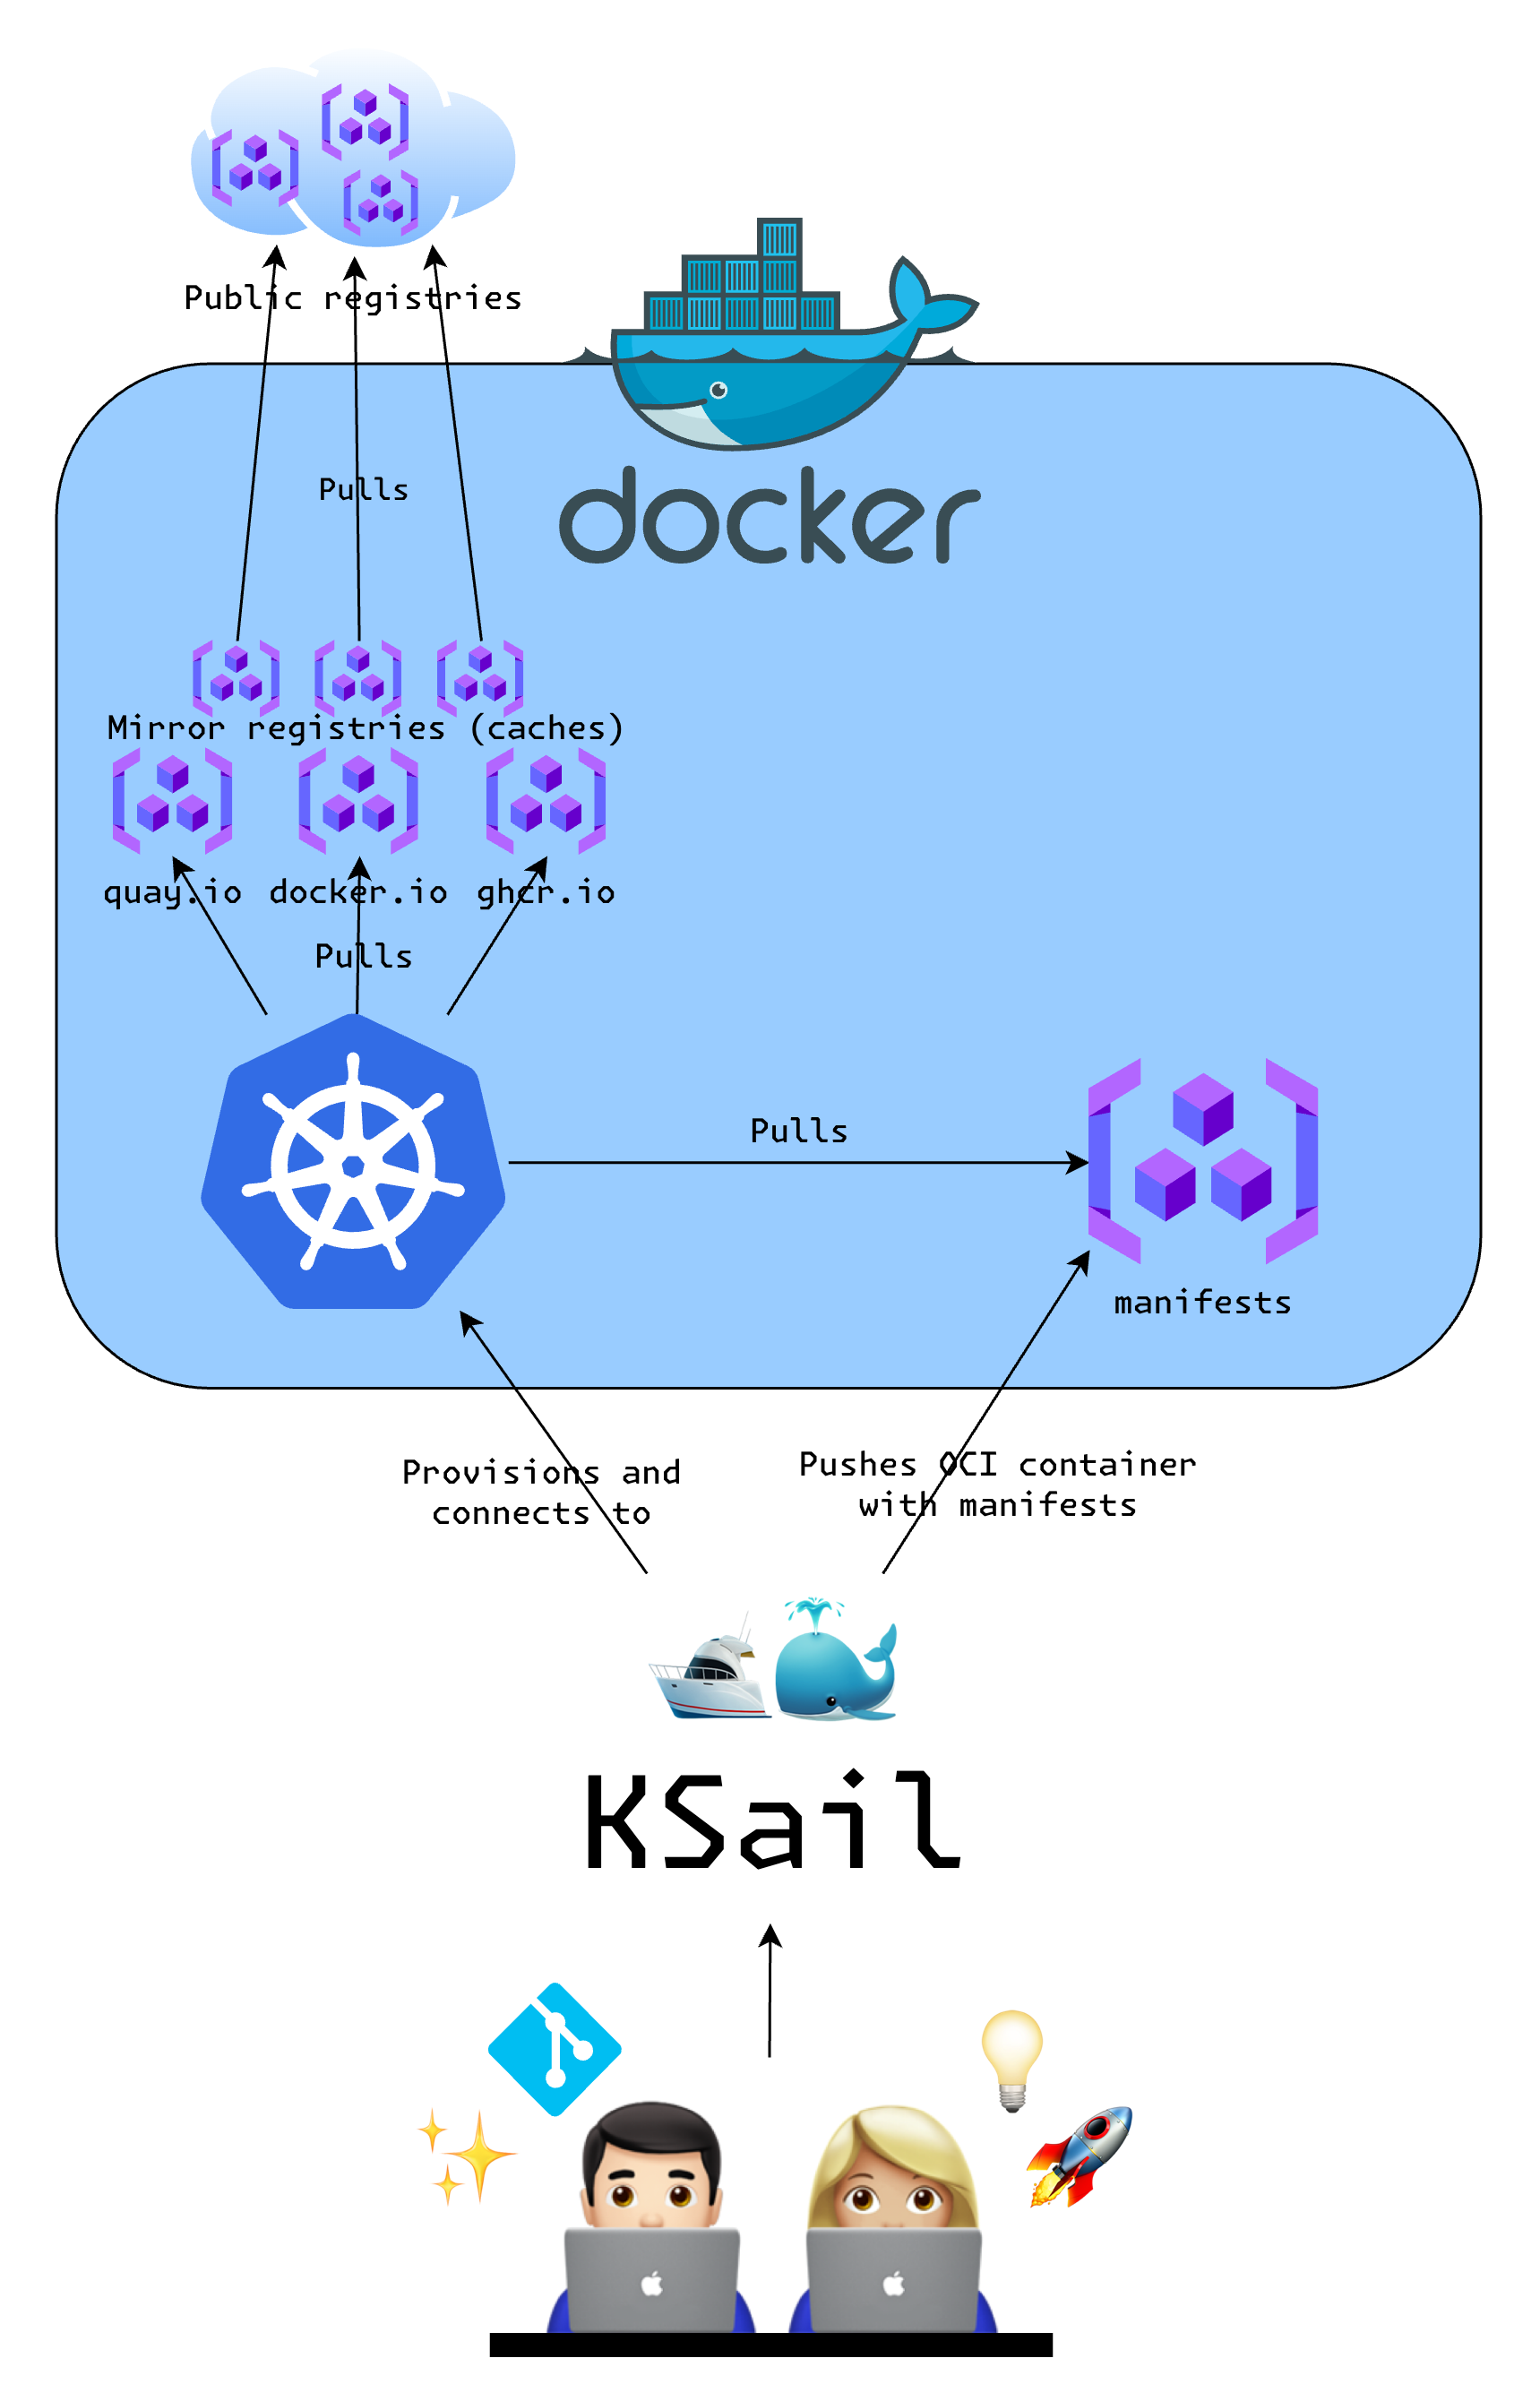 Public registries
docker
Pulls
Mirror registries (caches)
quay.io docker.io ghcr.io
Pulls
Pulls
manifests
Provisions and
connects to
Pushes OCI container
with manifests
KSail